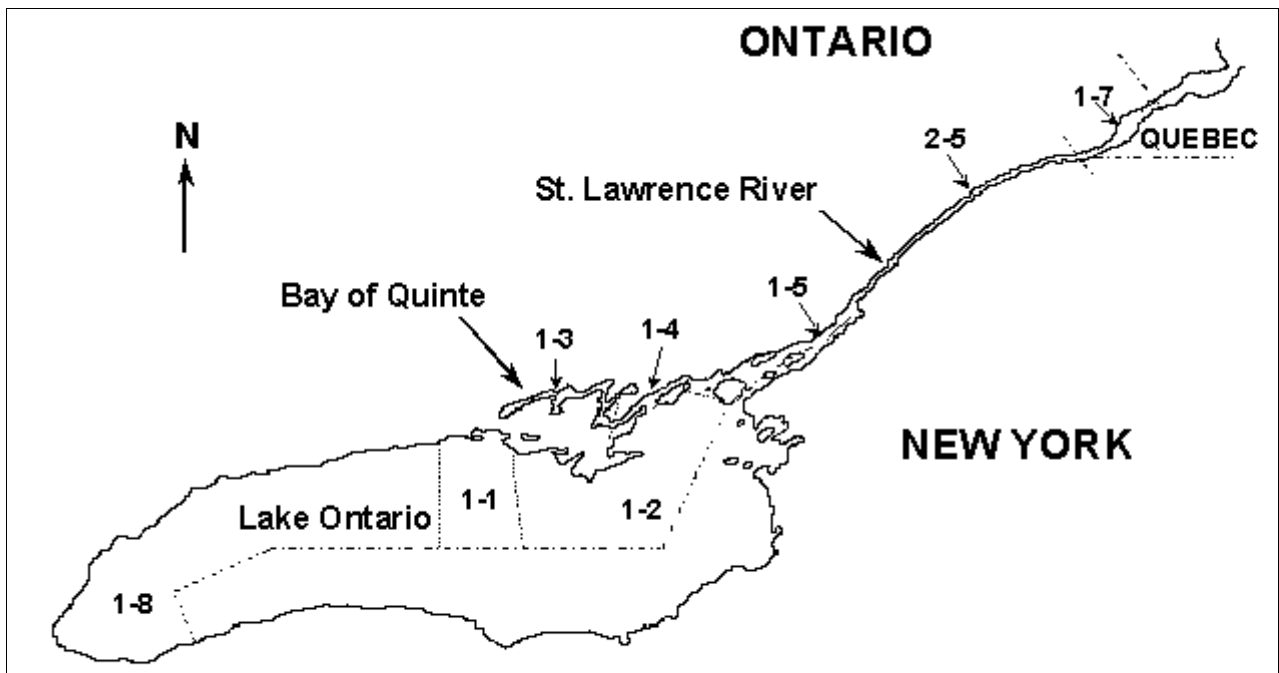 ONTARIO
N
1-7
QUEBEC
2-5
St. Lawrence River
1-5
Bay of Quinte
1-3
1-4
NEW YORK
1-1
1-2
Lake Ontario
1-8